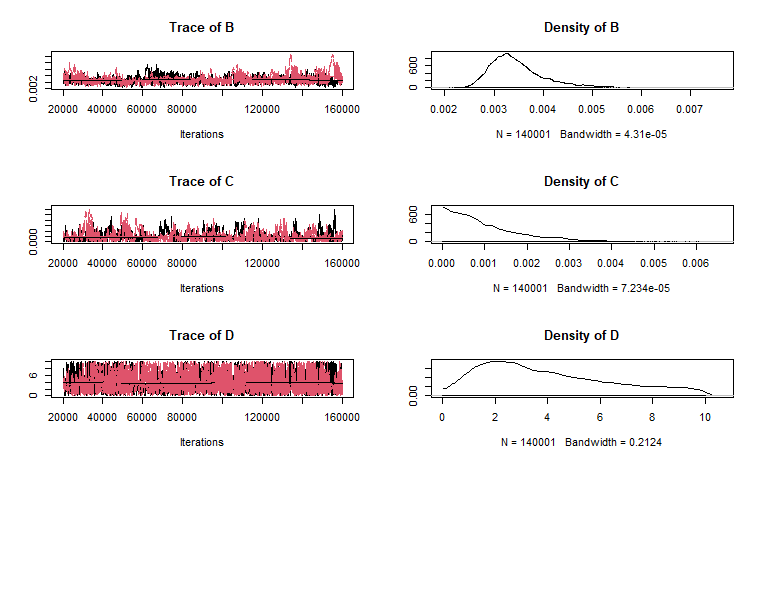 Trace of B
0.002
20000 40000 60000 80000 120000 160000
Iterations
Density of B
0 600
0.002 0.003 0.004 0.005 0.006 0.007
N = 140001 Bandwidth = 4.31e-05
Trace of C
0.000
20000 40000 60000 80000 120000 160000
Iterations
Density of C
0 600
0.000 0.001 0.002 0.003 0.004 0.005 0.006
N = 140001 Bandwidth = 7.234e-05
Trace of D
0 6
20000 40000 60000 80000 120000 160000
Iterations
Density of D
0.00
0 2 4 6 8 10
N = 140001 Bandwidth = 0.2124